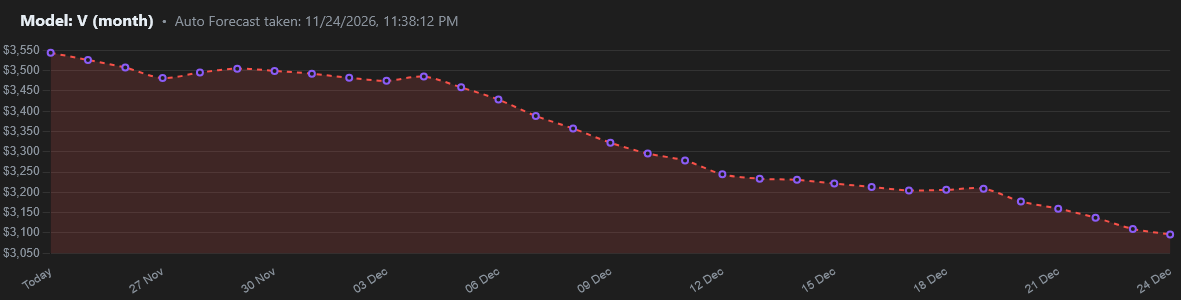 Model: V (month) • Auto Forecast taken: 11/24/2026, 11:38:12 PM
$3,550
$3,500
$3,450
$3,400
$3,350
$3,300
$3,250
$3,200
$3,150
$3,100
$3,050
Today
27 Nov
30 Nov
03 Dec
06 Dec
09 Dec
12 Dec
15 Dec
18 Dec
21 Dec
24 Dec